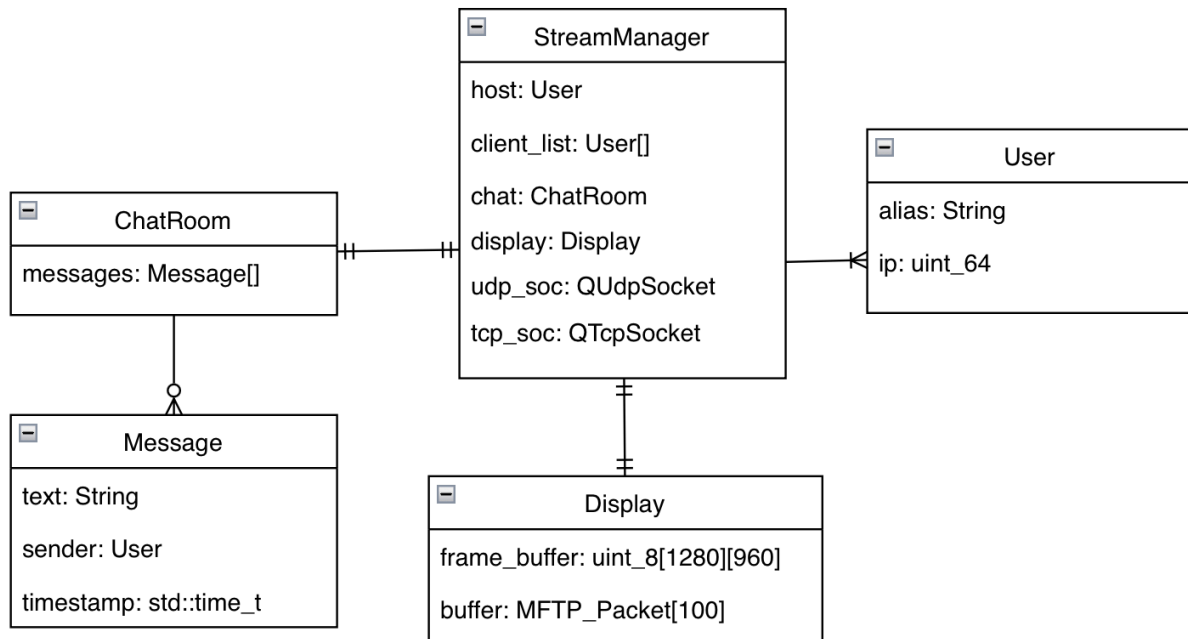 StreamManager
host: User
client_list: User[]
chat: ChatRoom
display: Display
udp_soc: QUdpSocket
tcp_soc: QTcpSocket
User
alias: String
ip: uint_64
ChatRoom
messages: Message[]
Message
text: String
sender: User
timestamp: std::time_t
Display
frame_buffer: uint_8[1280][960]
buffer: MFTP_Packet[100]